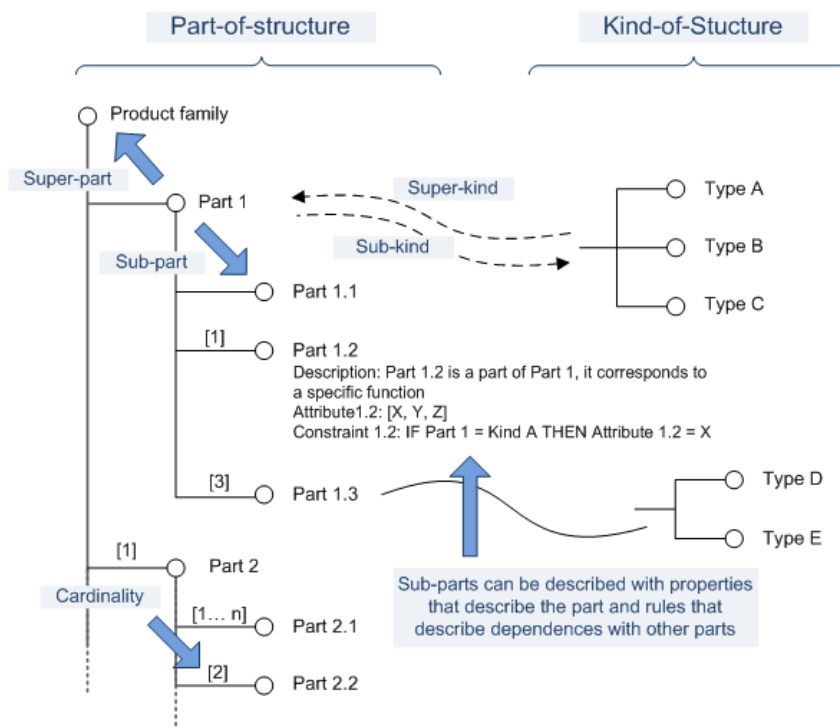 Part-of-structure
Kind-of-Stucture
Product family
Super-part
Part 1
Super-kind
Type A
Sub-part
Sub-kind
Type B
Part 1.1
Type C
[1]
Part 1.2
Description: Part 1.2 is a part of Part 1, it corresponds to
a specific function
Attribute1.2: [X, Y, Z]
Constraint 1.2: IF Part 1 = Kind A THEN Attribute 1.2 = X
[3]
Part 1.3
Type D
Type E
[1]
Part 2
Cardinality
Sub-parts can be described with properties
that describe the part and rules that
describe dependences with other parts
[1... n]
Part 2.1
[2]
Part 2.2